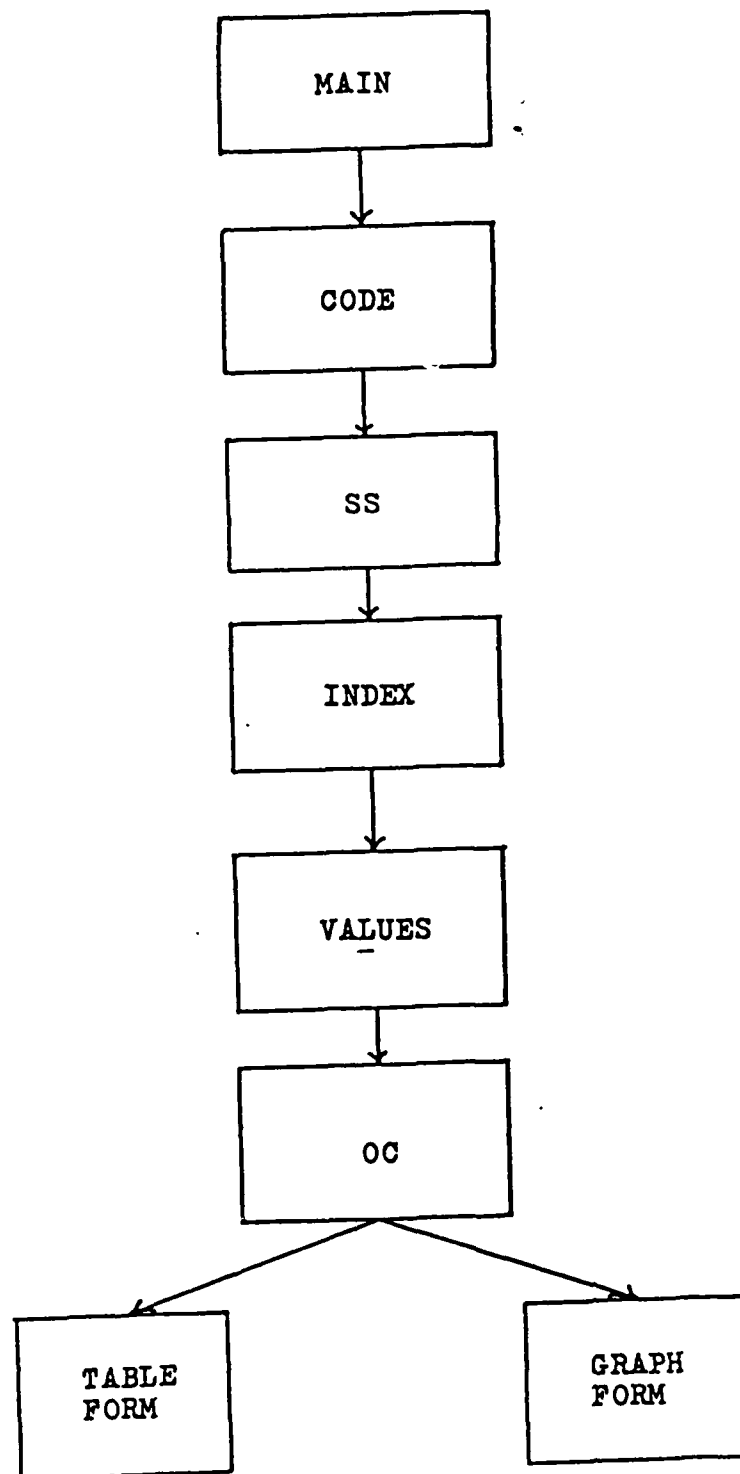 MAIN
CODE
SS
INDEX
VALUES
OC
TABLE
FORM
GRAPH
FORM